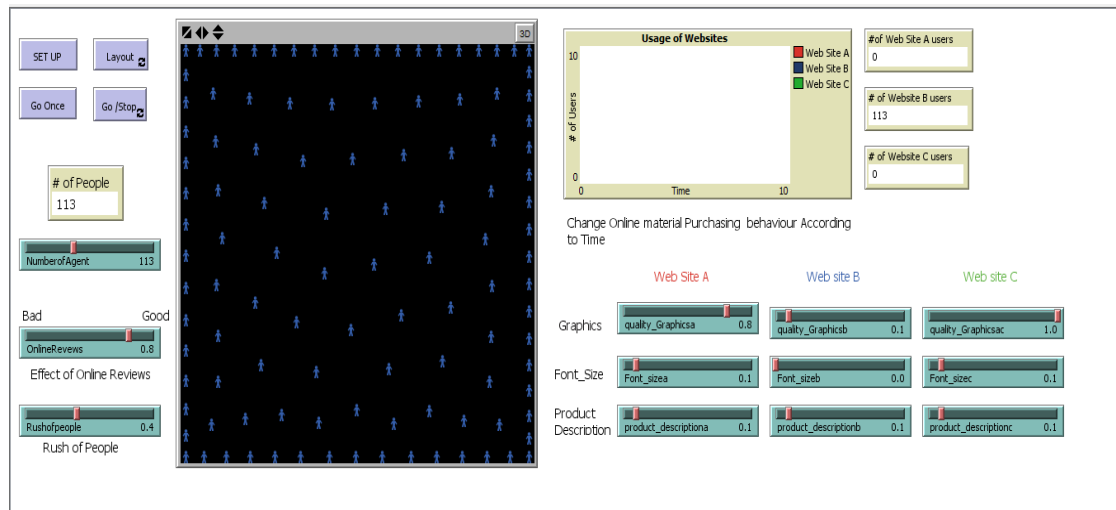 SET UP
Layout
Go Once
Go /Stop
# of People
113
NumberofAgent 113
Bad Good
OnlineRevews 0.8
Effect of Online Reviews
Rushofpeople 0.4
Rush of People
3D
Usage of Websites
10
# of Users
0
0 Time 10
Web Site A
Web Site B
Web Site C
#of Web Site A users
0
# of Website B users
113
# of Website C users
0
Change Online material Purchasing behaviour According
to Time
Web Site A Web site B Web site C
Graphics
quality_Graphicsa 0.8
quality_Graphicsb 0.1
quality_Graphicsac 1.0
Font_Size
Font_sizea 0.1
Font_sizeb 0.0
Font_sizec 0.1
Product
Description
product_descriptiona 0.1
product_descriptionb 0.1
product_descriptionc 0.1